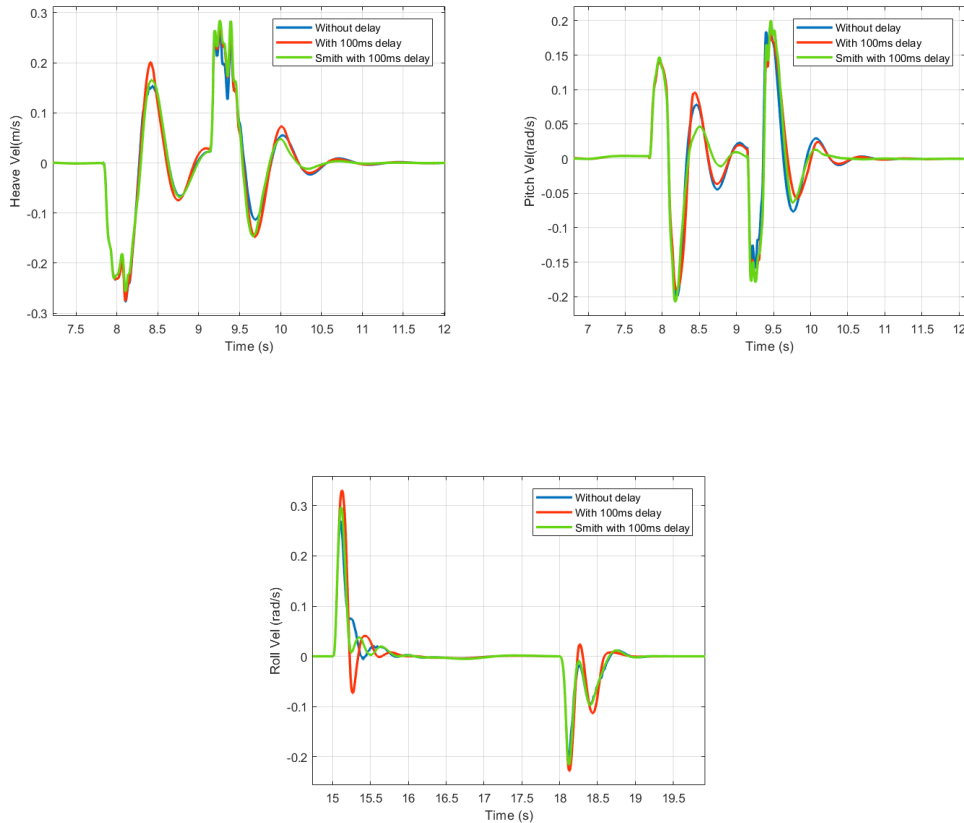 0.3
0.2
0.1
0
-0.1
-0.2
-0.3
Heave Vel(m/s)
7.5 8 8.5 9 9.5 10 10.5 11 11.5 12
Time (s)
Without delay
With 100ms delay
Smith with 100ms delay
0.2
0.15
0.1
0.05
0
-0.05
-0.1
-0.15
-0.2
Pitch Vel(rad/s)
7 7.5 8 8.5 9 9.5 10 10.5 11 11.5 12
Time (s)
Without delay
With 100ms delay
Smith with 100ms delay
0.3
0.2
0.1
0
-0.1
-0.2
Roll Vel (rad/s)
15 15.5 16 16.5 17 17.5 18 18.5 19 19.5
Time (s)
Without delay
With 100ms delay
Smith with 100ms delay